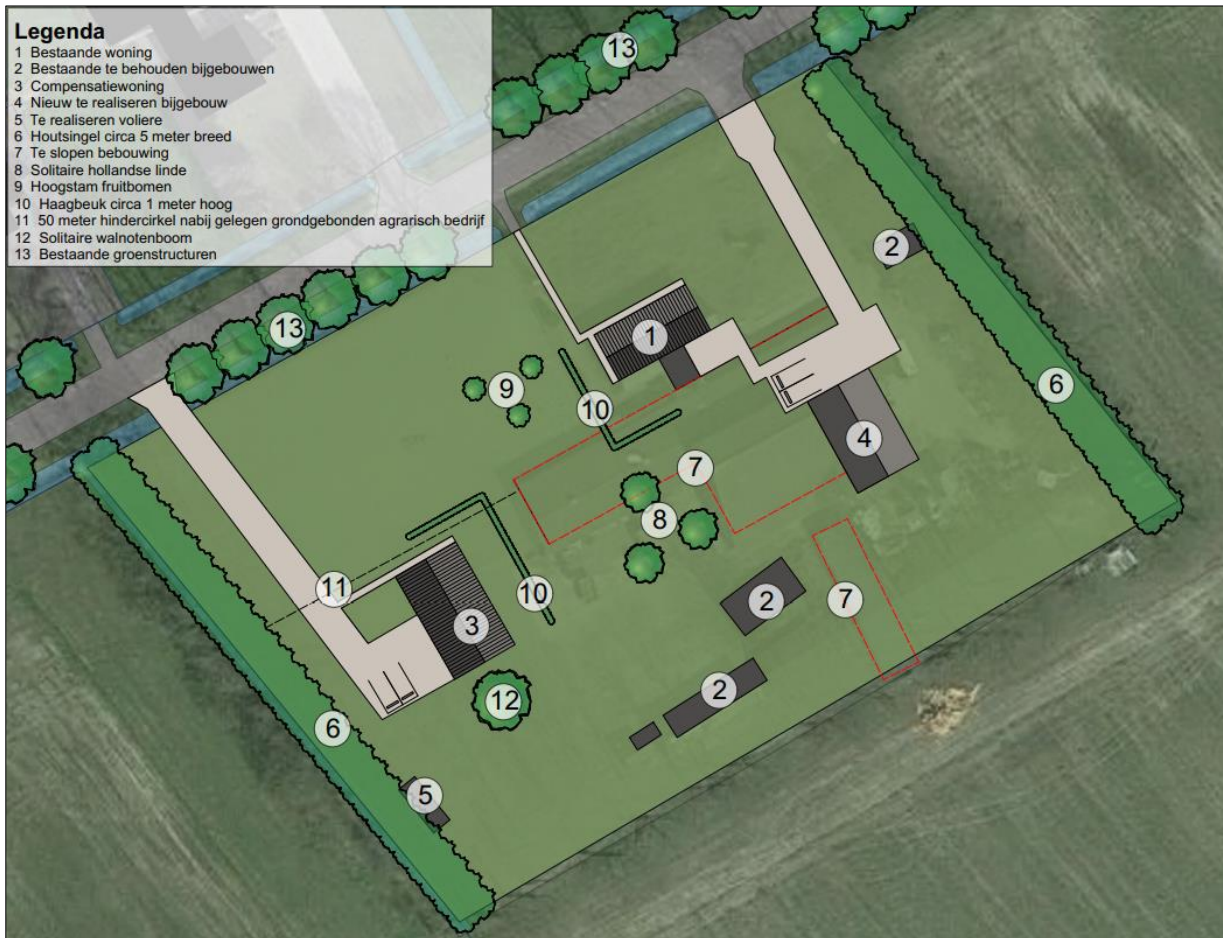 Legenda
1 Bestaande woning
2 Bestaande te behouden bijgebouwen
3 Compensatiewoning
4 Nieuw te realiseren bijgebouw
5 Te realiseren voliere
6 Houtsingel circa 5 meter breed
7 Te slopen bebouwing
8 Solitaire hollandse linde
9 Hoogstam fruitbomen
10 Haagbeuk circa 1 meter hoog
11 50 meter hindercirkel nabij gelegen grondgebonden agrarisch bedrijf
12 Solitaire walnotenboom
13 Bestaande groenstructuren
13
2
13
1
6
9
10
4
7
8
11
10
2
7
3
2
12
6
5